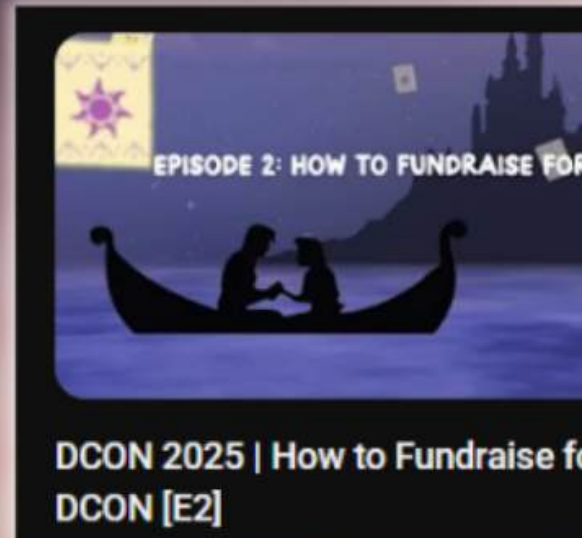 EPISODE 2: HOW TO FUNDRAISE FOR
DCON 2025 | How to Fundraise fo
DCON [E2]